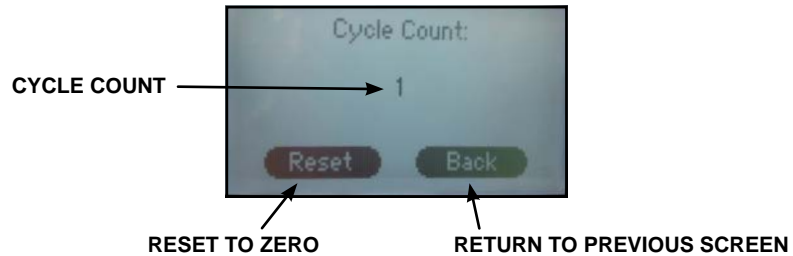 Cycle Count:
CYCLE COUNT
1
Reset Back
RESET TO ZERO RETURN TO PREVIOUS SCREEN